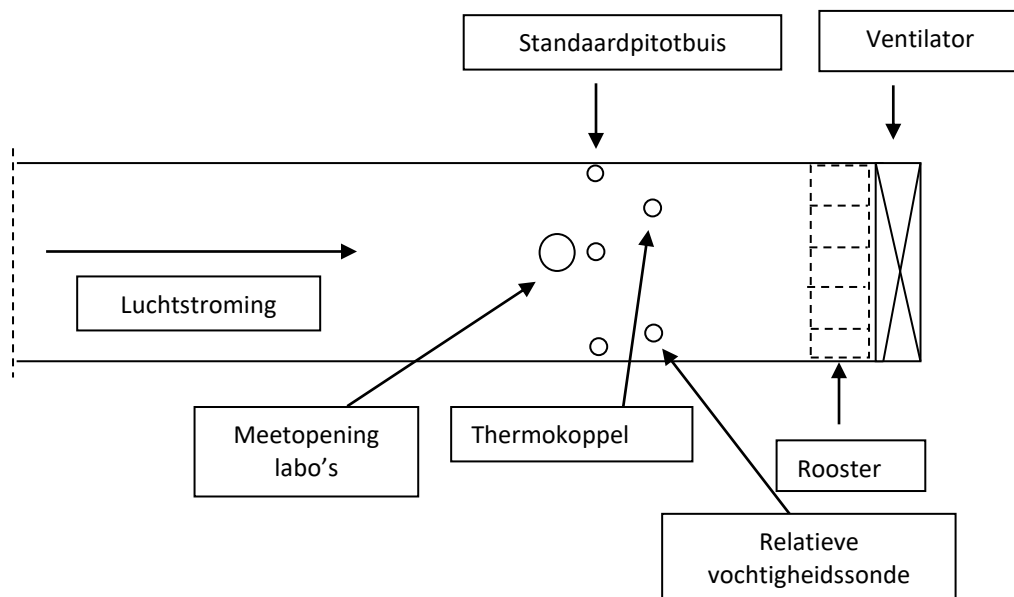 Standaardpitotbuis
Ventilator
Luchtstroming
Meetopening
labo’s
Thermokoppel
Rooster
Relatieve
vochtigheidssonde